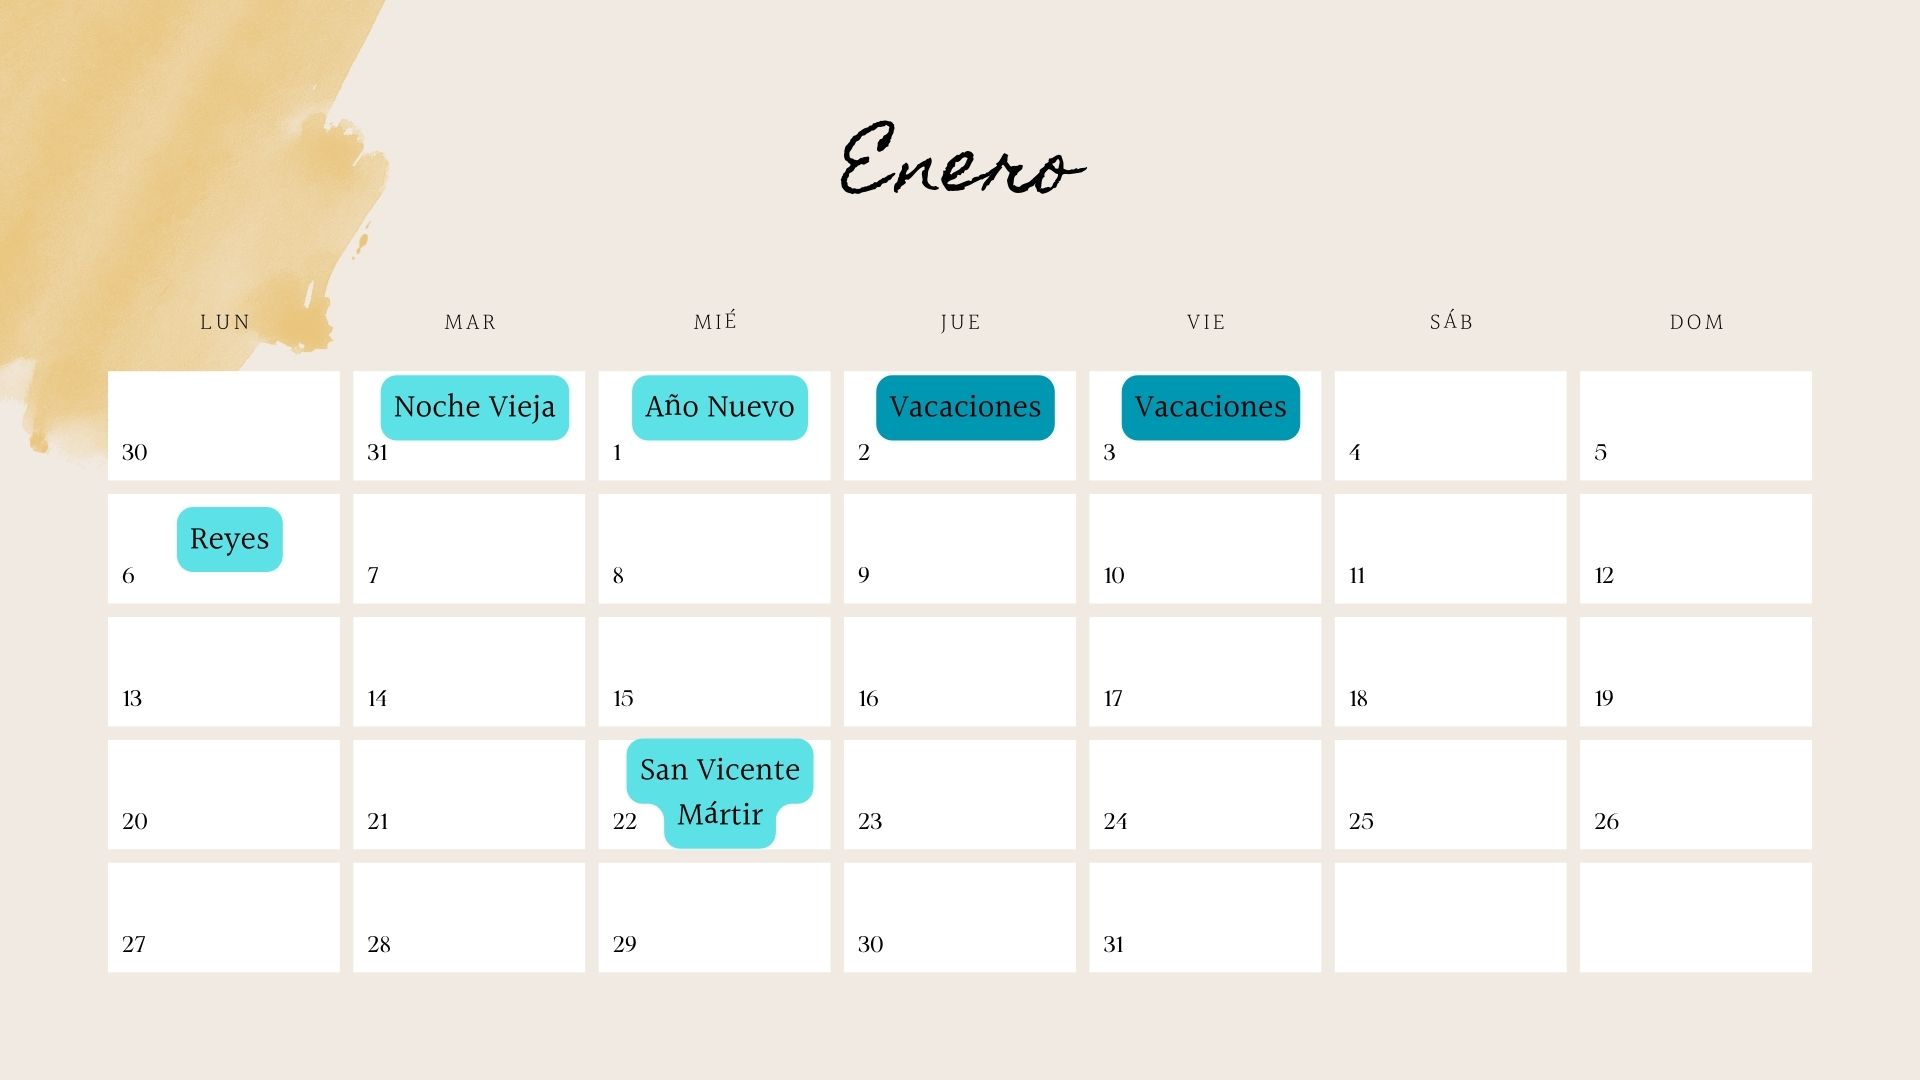 Enero
LUN MAR MIÉ JUE VIE SÁB DOM
Noche Vieja Año Nuevo Vacaciones Vacaciones
30 31 1 2 3 4 5
Reyes
6 7 8 9 10 11 12
13 14 15 16 17 18 19
San Vicente
Mártir
20 21 22 23 24 25 26
27 28 29 30 31